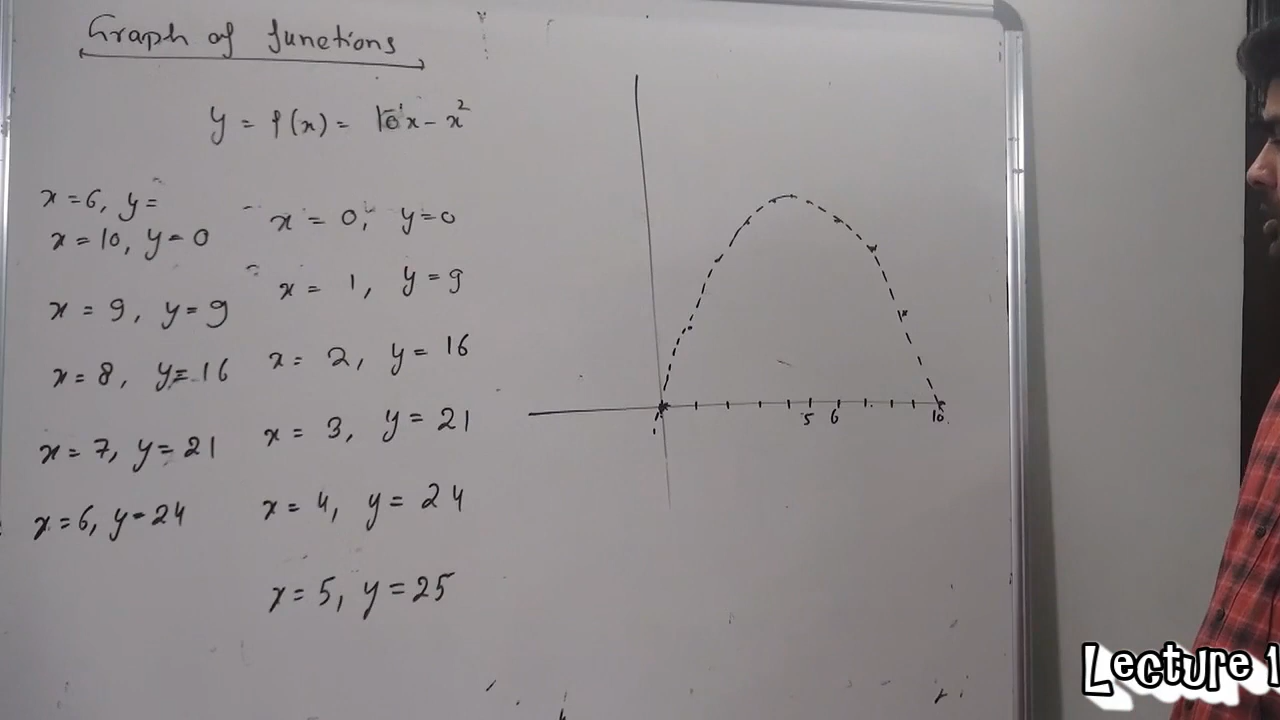 Graph of functions
y = f(x) = 10x - x²
x = 6, y =
x = 10, y = 0
x = 9, y = 9
x = 8, y = 16
x = 7, y = 21
x = 6, y = 24
x = 0, y = 0
x = 1, y = 9
x = 2, y = 16
x = 3, y = 21
x = 4, y = 24
x = 5, y = 25
5 6 10
Lecture 1